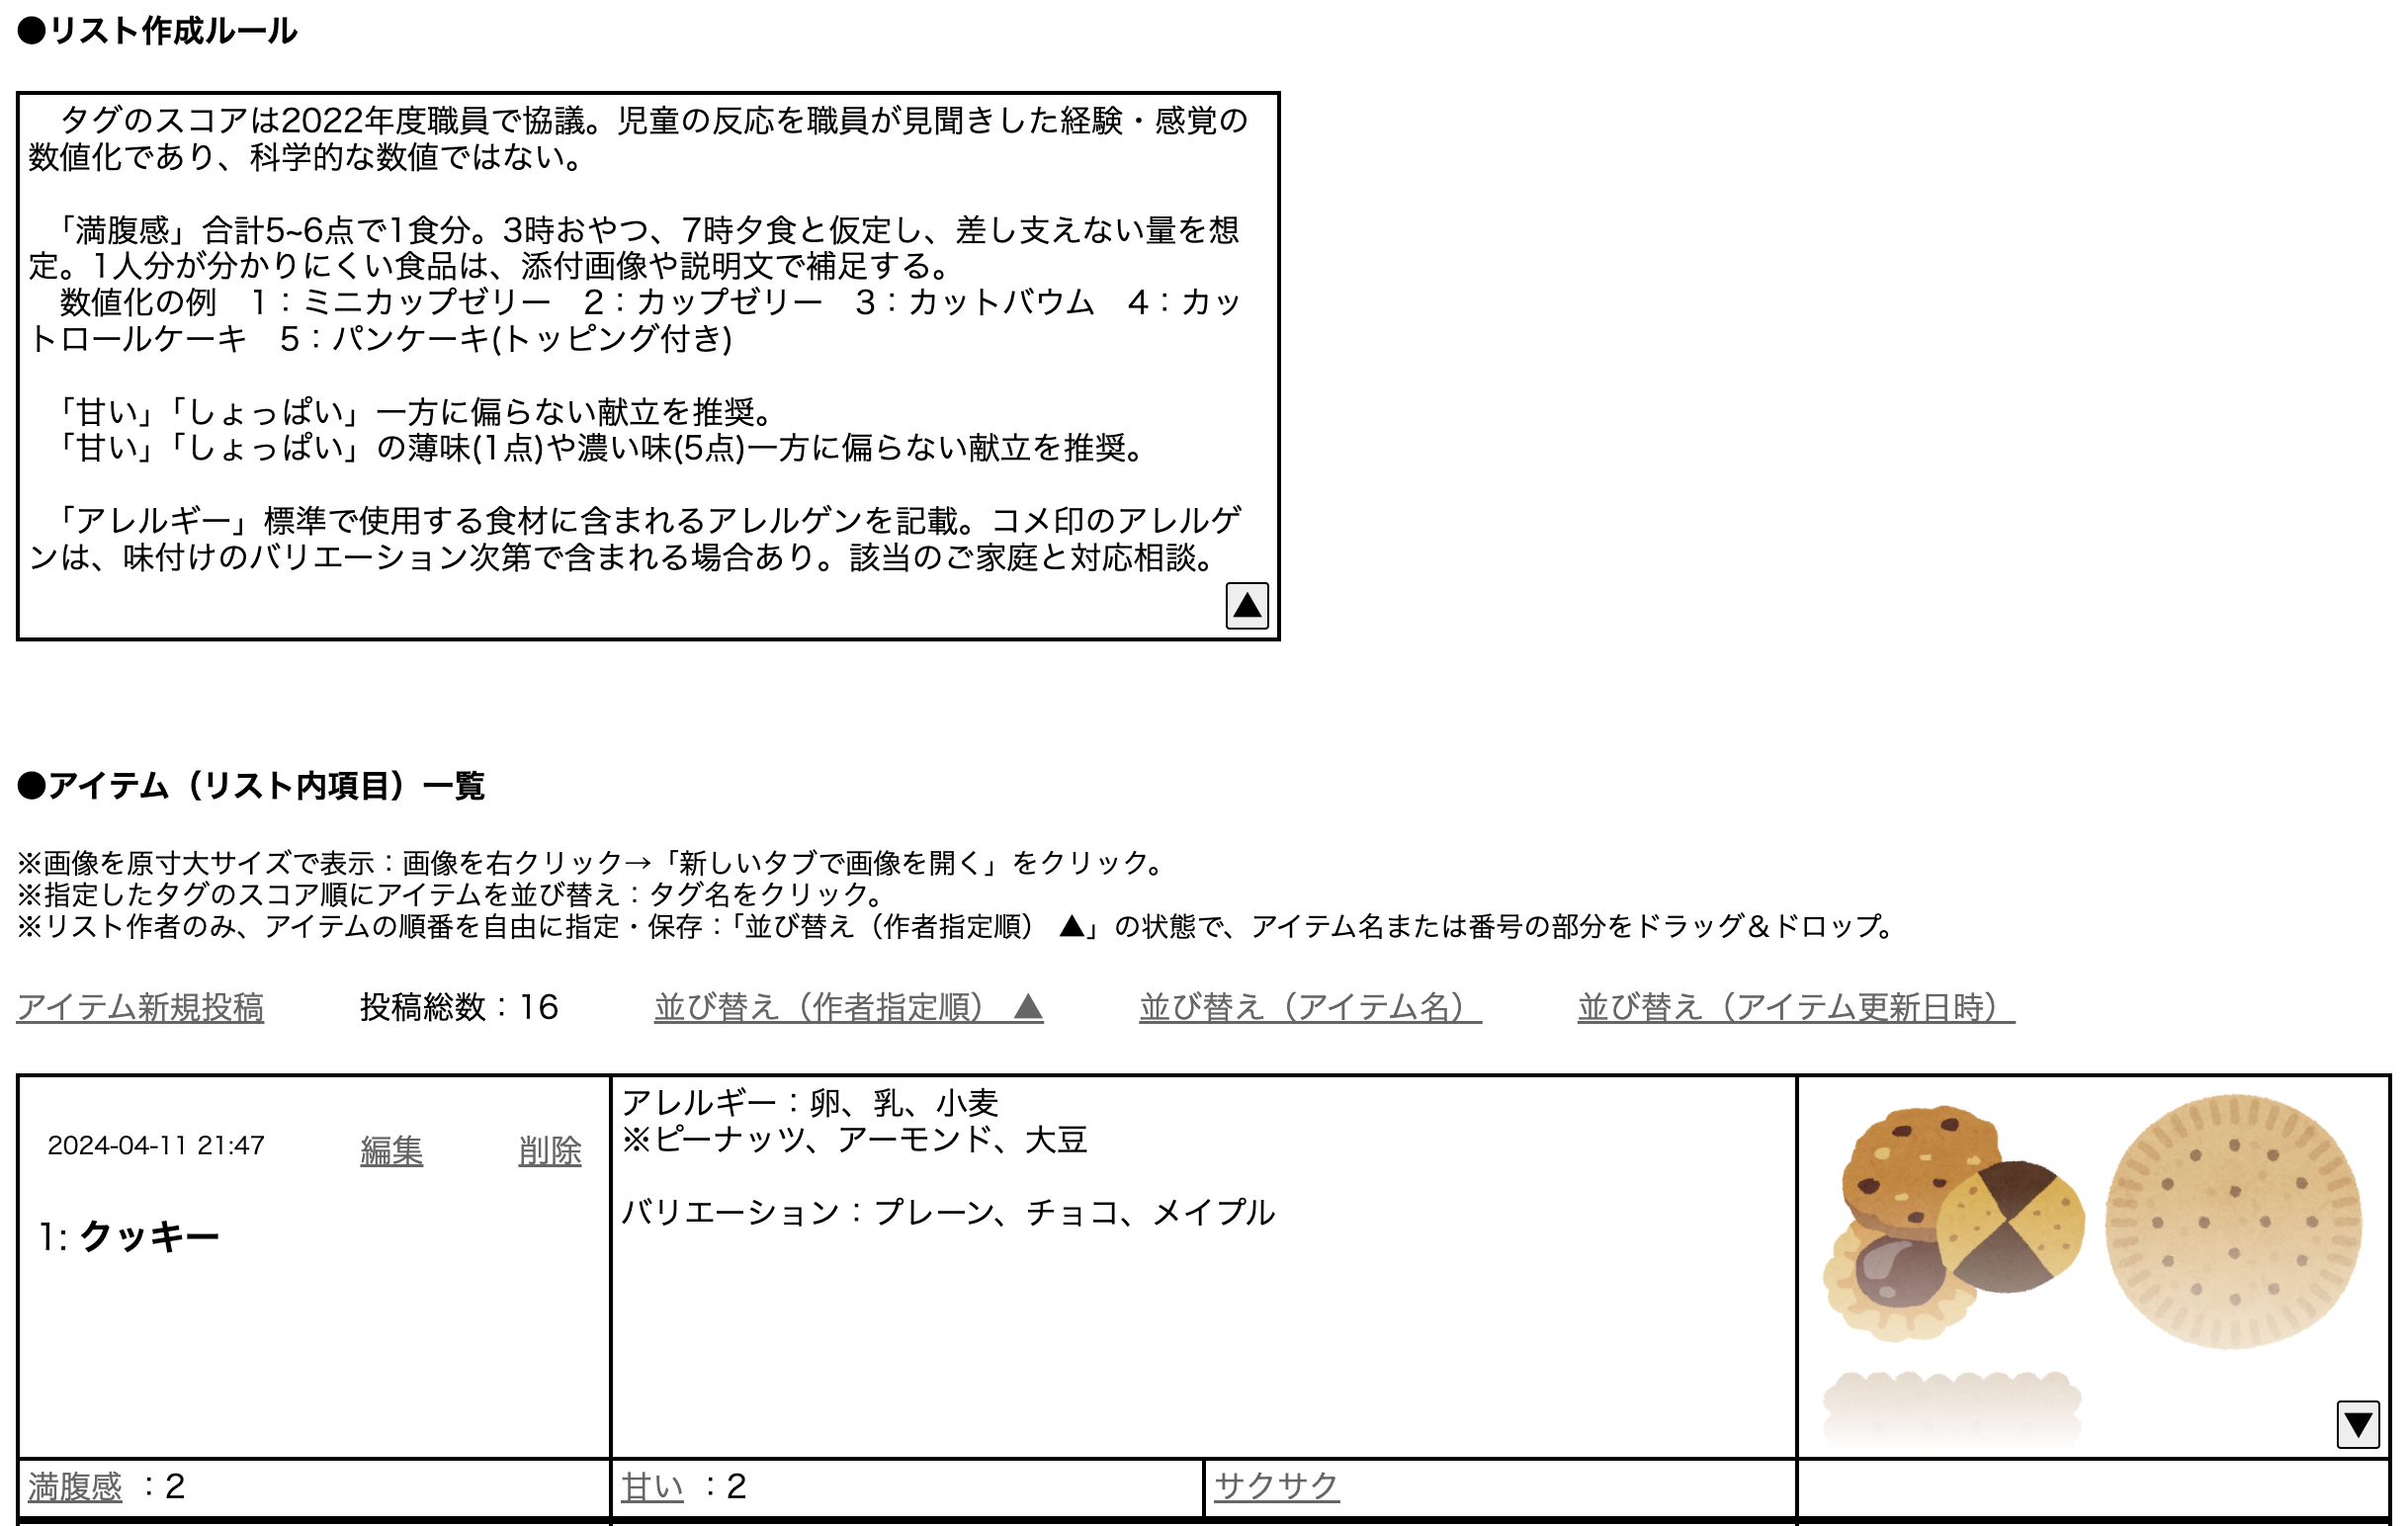 ●リスト作成ルール
　タグのスコアは2022年度職員で協議。児童の反応を職員が見聞きした経験・感覚の
数値化であり、科学的な数値ではない。
　「満腹感」合計5~6点で1食分。3時おやつ、7時夕食と仮定し、差し支えない量を想
定。1人分が分かりにくい食品は、添付画像や説明文で補足する。
　数値化の例　1：ミニカップゼリー　2：カップゼリー　3：カットバウム　4：カッ
トロールケーキ　5：パンケーキ(トッピング付き)
　「甘い」「しょっぱい」一方に偏らない献立を推奨。
　「甘い」「しょっぱい」の薄味(1点)や濃い味(5点)一方に偏らない献立を推奨。
　「アレルギー」標準で使用する食材に含まれるアレルゲンを記載。コメ印のアレルゲ
ンは、味付けのバリエーション次第で含まれる場合あり。該当のご家庭と対応相談。
▲
●アイテム（リスト内項目）一覧
※画像を原寸大サイズで表示：画像を右クリック→「新しいタブで画像を開く」をクリック。
※指定したタグのスコア順にアイテムを並び替え：タグ名をクリック。
※リスト作者のみ、アイテムの順番を自由に指定・保存：「並び替え（作者指定順） ▲」の状態で、アイテム名または番号の部分をドラッグ＆ドロップ。
アイテム新規投稿　投稿総数：16　並び替え（作者指定順） ▲　並び替え（アイテム名）　並び替え（アイテム更新日時）
2024-04-11 21:47　編集　削除
1: クッキー
アレルギー：卵、乳、小麦
※ピーナッツ、アーモンド、大豆
バリエーション：プレーン、チョコ、メイプル
▼
満腹感 ：2　甘い ：2　サクサク